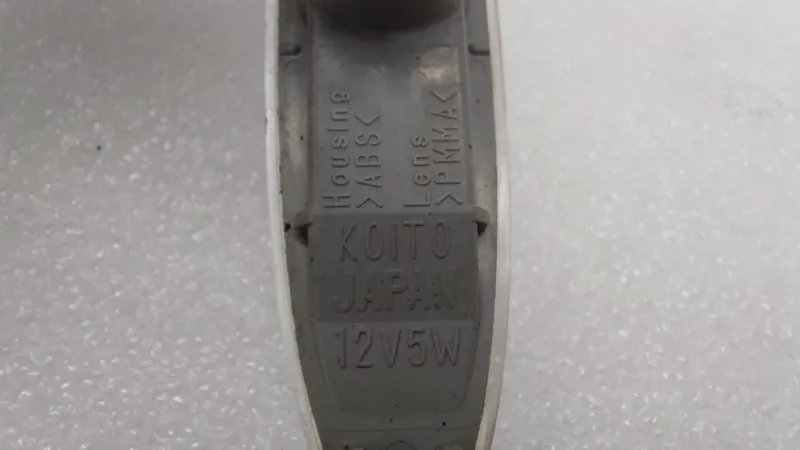 Housing
>ABS<
Lens
>PMMA<
KOITO
JAPAN
12V5W